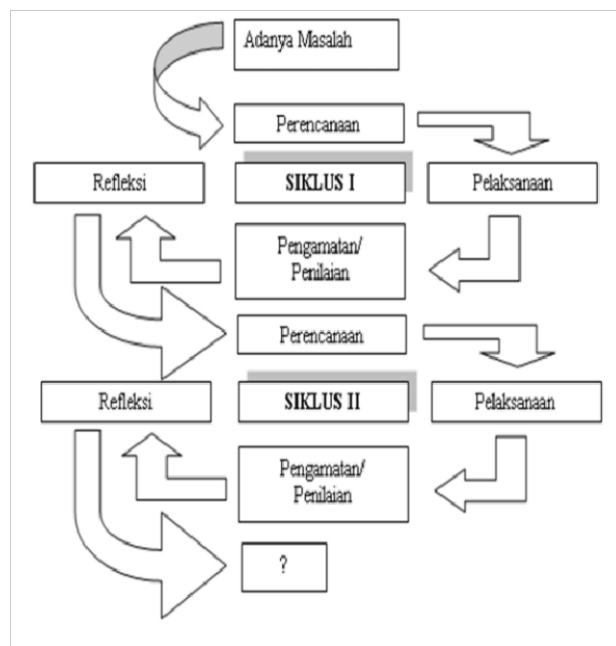 Adanya Masalah
Perencanaan
Refleksi
SIKLUS I
Pelaksanaan
Pengamatan/
Penilaian
Perencanaan
Refleksi
SIKLUS II
Pelaksanaan
Pengamatan/
Penilaian
?